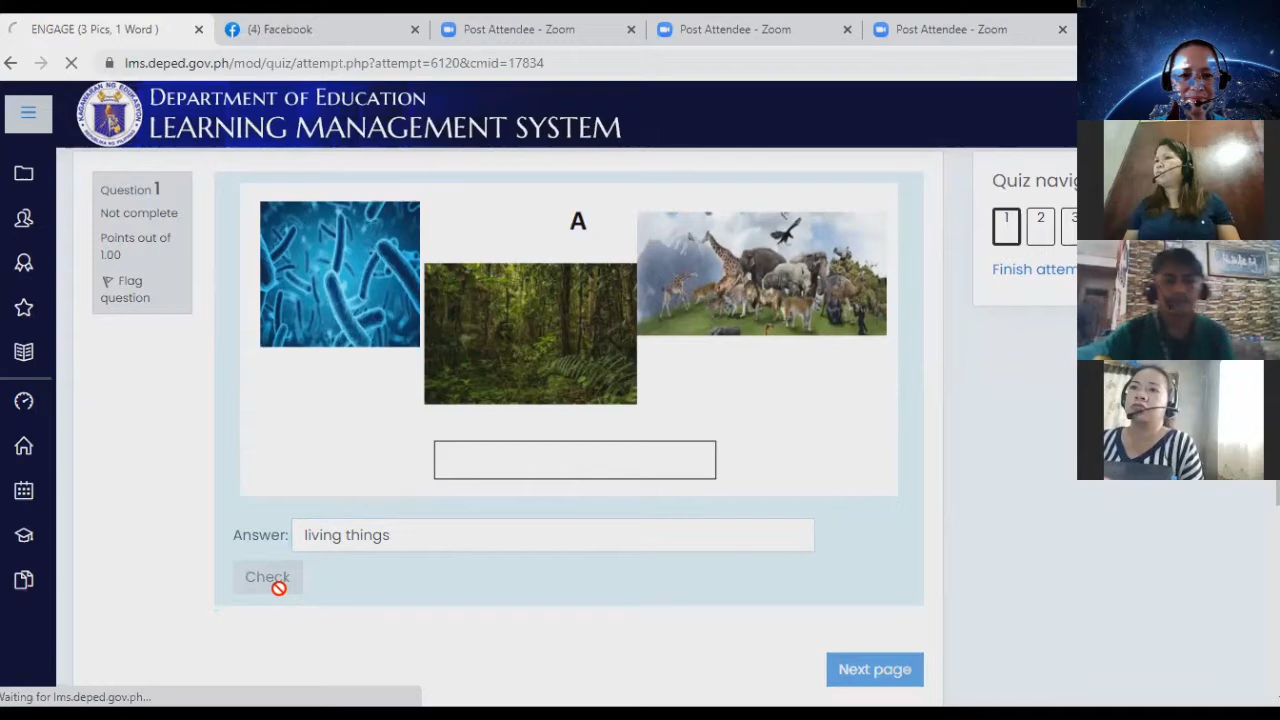 ENGAGE (3 Pics, 1 Word )
(4) Facebook
Post Attendee - Zoom
Post Attendee - Zoom
Post Attendee - Zoom
lms.deped.gov.ph/mod/quiz/attempt.php?attempt=6120&cmid=17834
DEPARTMENT OF EDUCATION
LEARNING MANAGEMENT SYSTEM
Question 1
Not complete
Points out of
1.00
Flag
question
A
Answer: living things
Check
Next page
Quiz navig
1 2 3
Finish attem
Waiting for lms.deped.gov.ph...